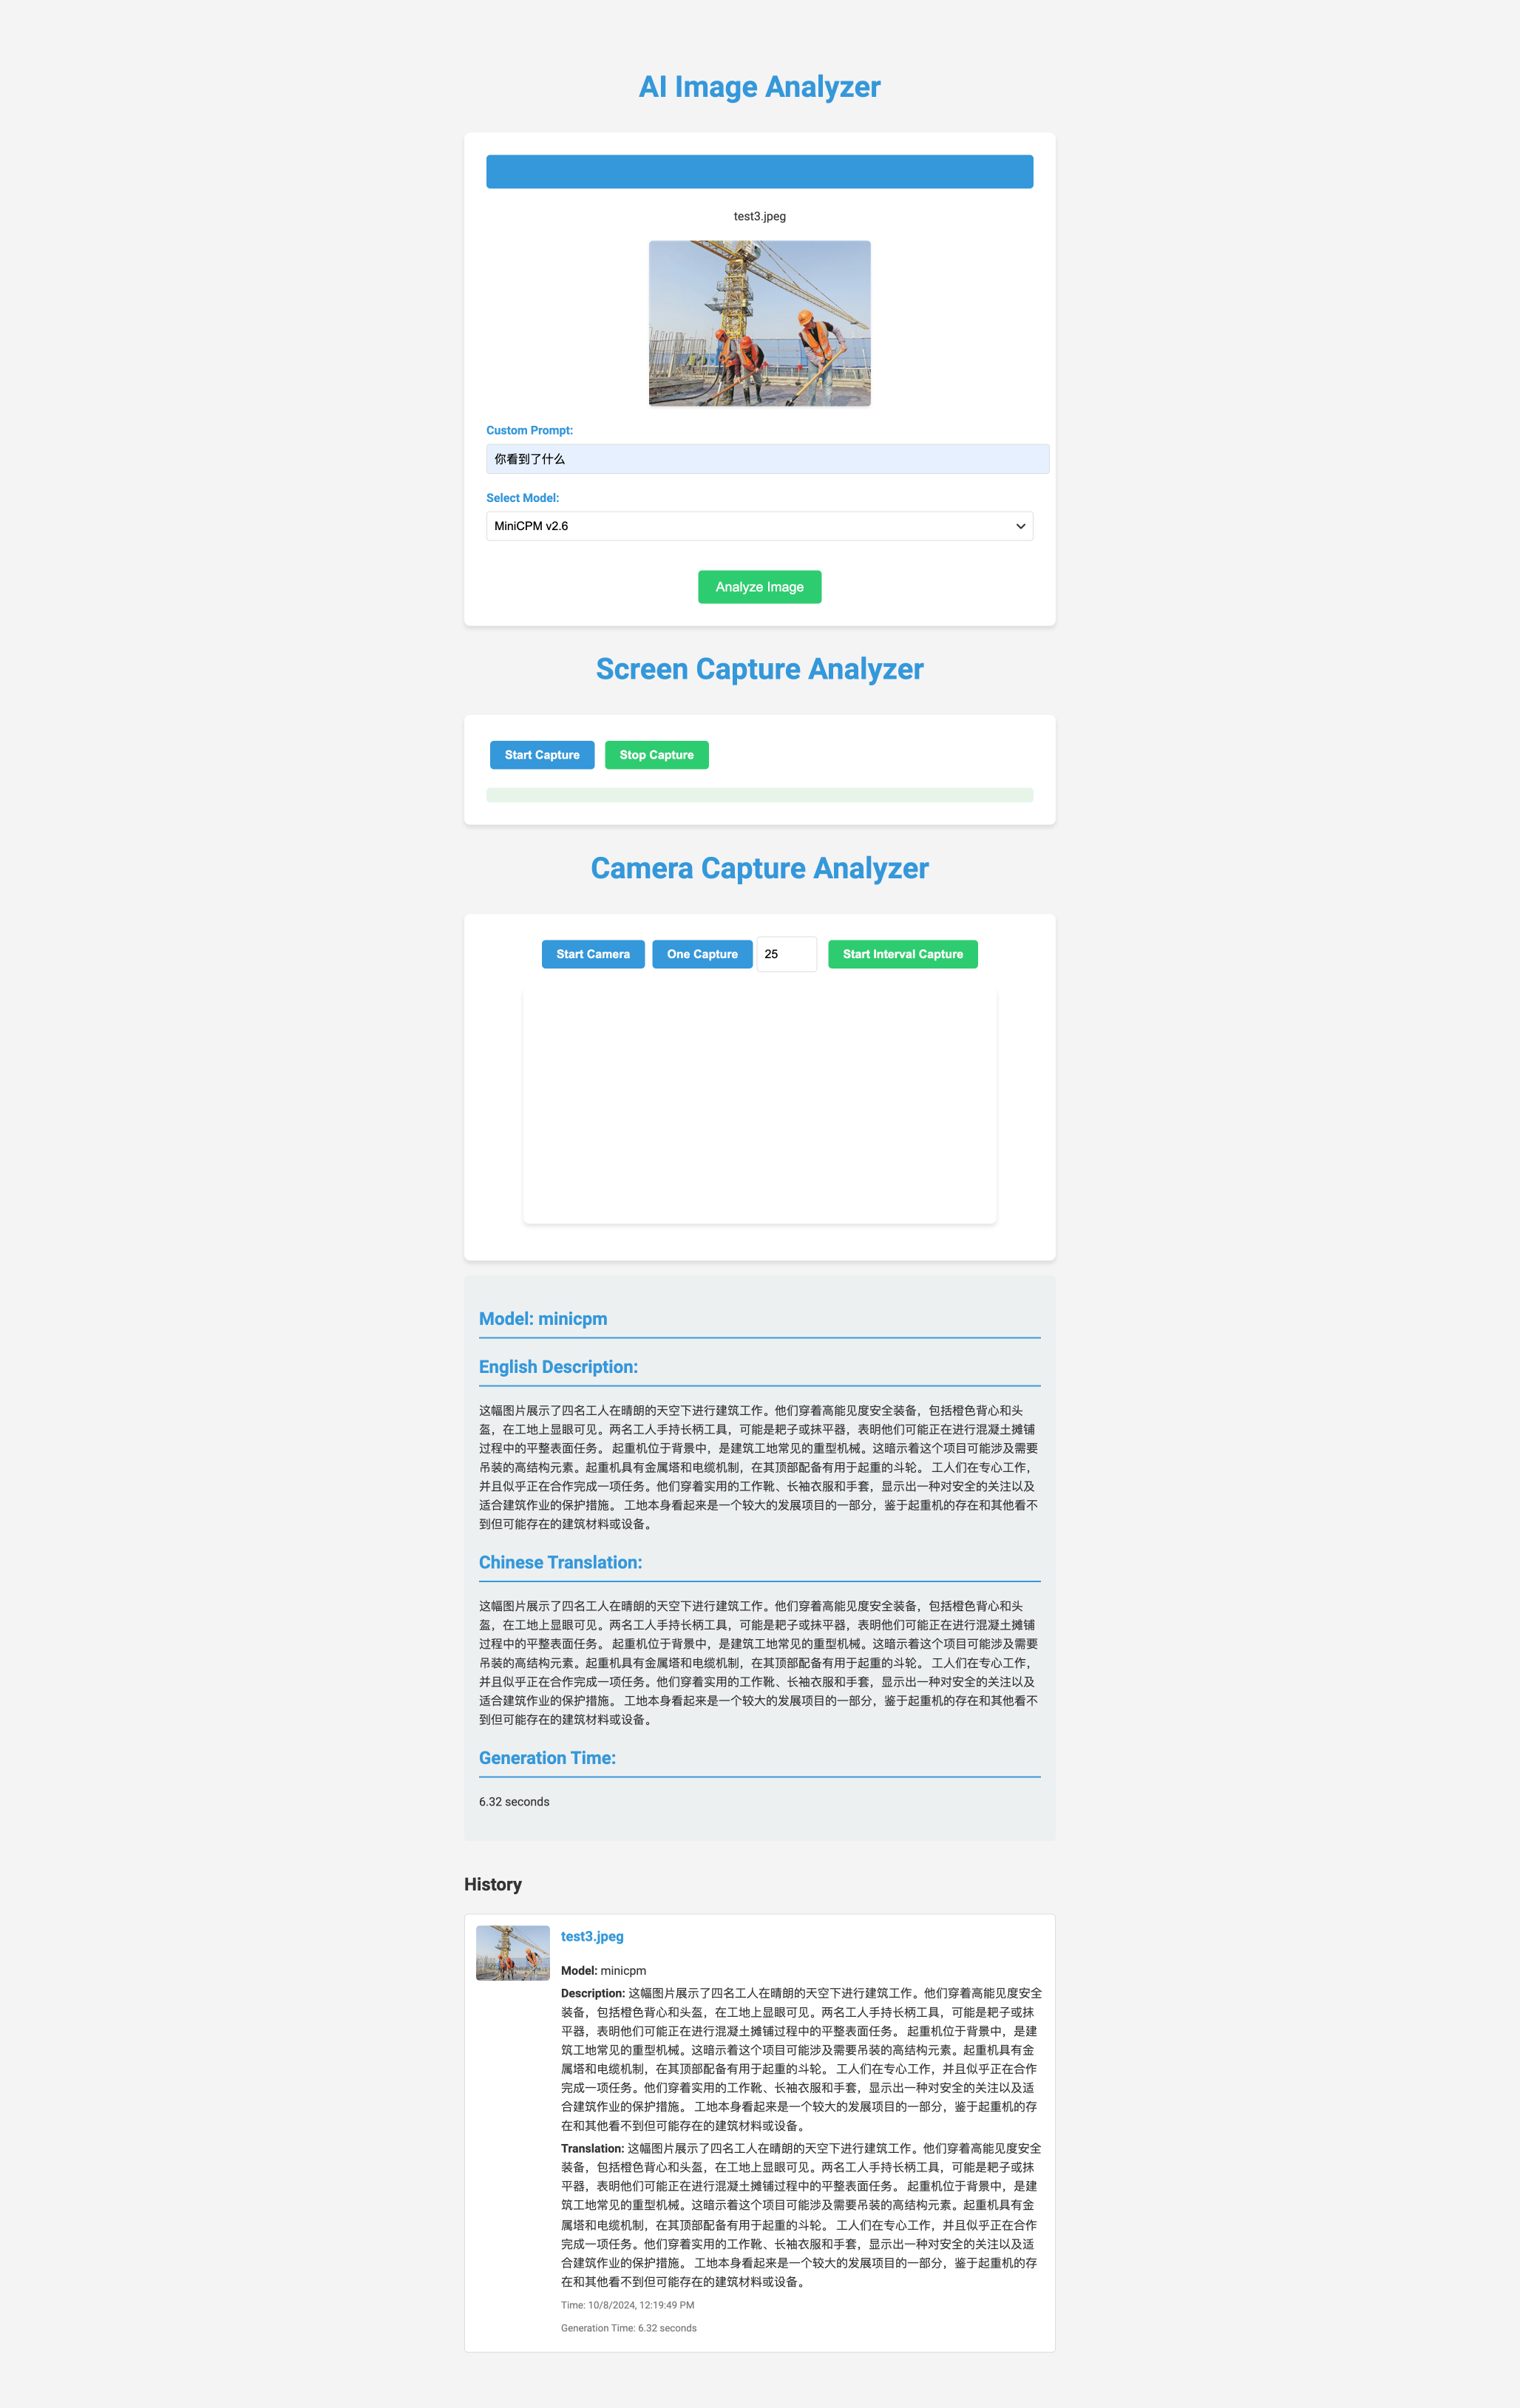 AI Image Analyzer
test3.jpeg
Custom Prompt:
你看到了什么
Select Model:
MiniCPM v2.6
Analyze Image
Screen Capture Analyzer
Start Capture
Stop Capture
Camera Capture Analyzer
Start Camera
One Capture
25
Start Interval Capture
Model: minicpm
English Description:
这幅图片展示了四名工人在晴朗的天空下进行建筑工作。他们穿着高能见度安全装备，包括橙色背心和头
盔，在工地上显眼可见。两名工人手持长柄工具，可能是耙子或抹平器，表明他们可能正在进行混凝土摊铺
过程中的平整表面任务。 起重机位于背景中，是建筑工地常见的重型机械。这暗示着这个项目可能涉及需要
吊装的高结构元素。起重机具有金属塔和电缆机制，在其顶部配备有用于起重的斗轮。 工人们在专心工作，
并且似乎正在合作完成一项任务。他们穿着实用的工作靴、长袖衣服和手套，显示出一种对安全的关注以及
适合建筑作业的保护措施。 工地本身看起来是一个较大的发展项目的一部分，鉴于起重机的存在和其他看不
到但可能存在的建筑材料或设备。
Chinese Translation:
这幅图片展示了四名工人在晴朗的天空下进行建筑工作。他们穿着高能见度安全装备，包括橙色背心和头
盔，在工地上显眼可见。两名工人手持长柄工具，可能是耙子或抹平器，表明他们可能正在进行混凝土摊铺
过程中的平整表面任务。 起重机位于背景中，是建筑工地常见的重型机械。这暗示着这个项目可能涉及需要
吊装的高结构元素。起重机具有金属塔和电缆机制，在其顶部配备有用于起重的斗轮。 工人们在专心工作，
并且似乎正在合作完成一项任务。他们穿着实用的工作靴、长袖衣服和手套，显示出一种对安全的关注以及
适合建筑作业的保护措施。 工地本身看起来是一个较大的发展项目的一部分，鉴于起重机的存在和其他看不
到但可能存在的建筑材料或设备。
Generation Time:
6.32 seconds
History
test3.jpeg
Model: minicpm
Description: 这幅图片展示了四名工人在晴朗的天空下进行建筑工作。他们穿着高能见度安全
装备，包括橙色背心和头盔，在工地上显眼可见。两名工人手持长柄工具，可能是耙子或抹
平器，表明他们可能正在进行混凝土摊铺过程中的平整表面任务。 起重机位于背景中，是建
筑工地常见的重型机械。这暗示着这个项目可能涉及需要吊装的高结构元素。起重机具有金
属塔和电缆机制，在其顶部配备有用于起重的斗轮。 工人们在专心工作，并且似乎正在合作
完成一项任务。他们穿着实用的工作靴、长袖衣服和手套，显示出一种对安全的关注以及适
合建筑作业的保护措施。 工地本身看起来是一个较大的发展项目的一部分，鉴于起重机的存
在和其他看不到但可能存在的建筑材料或设备。
Translation: 这幅图片展示了四名工人在晴朗的天空下进行建筑工作。他们穿着高能见度安全
装备，包括橙色背心和头盔，在工地上显眼可见。两名工人手持长柄工具，可能是耙子或抹
平器，表明他们可能正在进行混凝土摊铺过程中的平整表面任务。 起重机位于背景中，是建
筑工地常见的重型机械。这暗示着这个项目可能涉及需要吊装的高结构元素。起重机具有金
属塔和电缆机制，在其顶部配备有用于起重的斗轮。 工人们在专心工作，并且似乎正在合作
完成一项任务。他们穿着实用的工作靴、长袖衣服和手套，显示出一种对安全的关注以及适
合建筑作业的保护措施。 工地本身看起来是一个较大的发展项目的一部分，鉴于起重机的存
在和其他看不到但可能存在的建筑材料或设备。
Time: 10/8/2024, 12:19:49 PM
Generation Time: 6.32 seconds